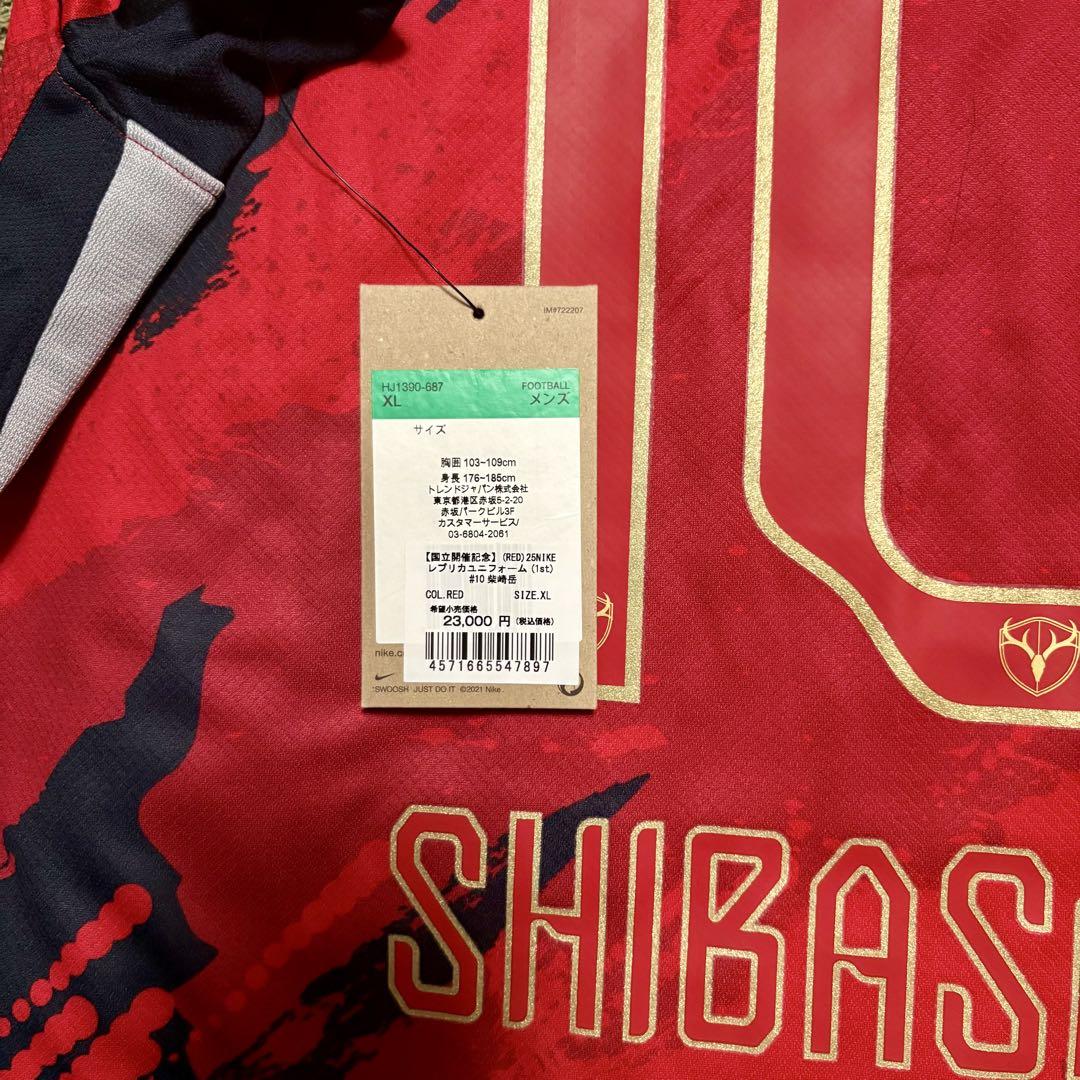 IM#722207
HJ1390-687 FOOTBALL
XL メンズ
サイズ
胸囲 103~109cm
身長 176~185cm
トレンドジャパン株式会社
東京都港区赤坂5-2-20
赤坂パークビル3F
カスタマーサービス/
03-6804-2061
【国立開催記念】(RED)25NIKE
レプリカユニフォーム (1st)
#10 柴崎岳
COL.RED SIZE.XL
希望小売価格
23,000 円 (税込価格)
4571665547897
nike.c
SWOOSH JUST DO IT ©2021 Nike.
10
SHIBAS